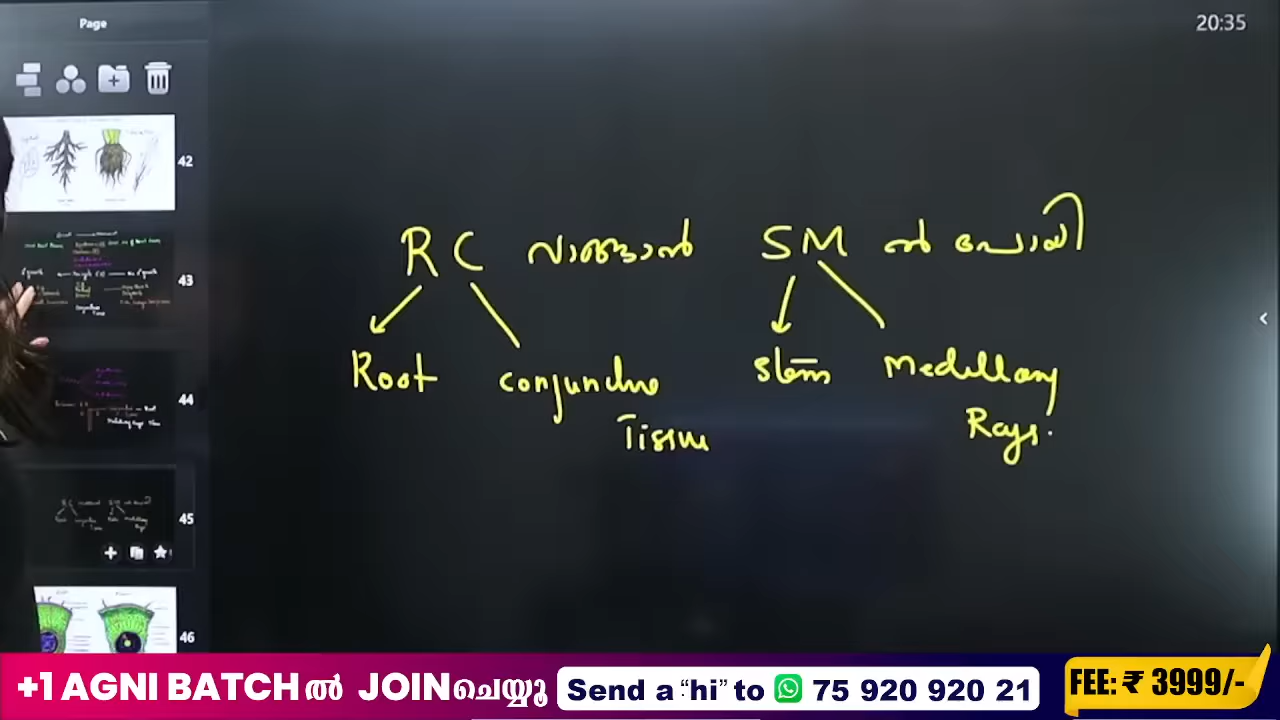 Page
20:35
42
43
44
45
46
RC വാങ്ങാൻ SM ൽ പോയി
Root conjunctive Tissue
Stem Medullary Rays.
+1 AGNI BATCH ൽ JOIN ചെയ്യൂ
Send a “hi” to 75 920 920 21
FEE: ₹ 3999/-